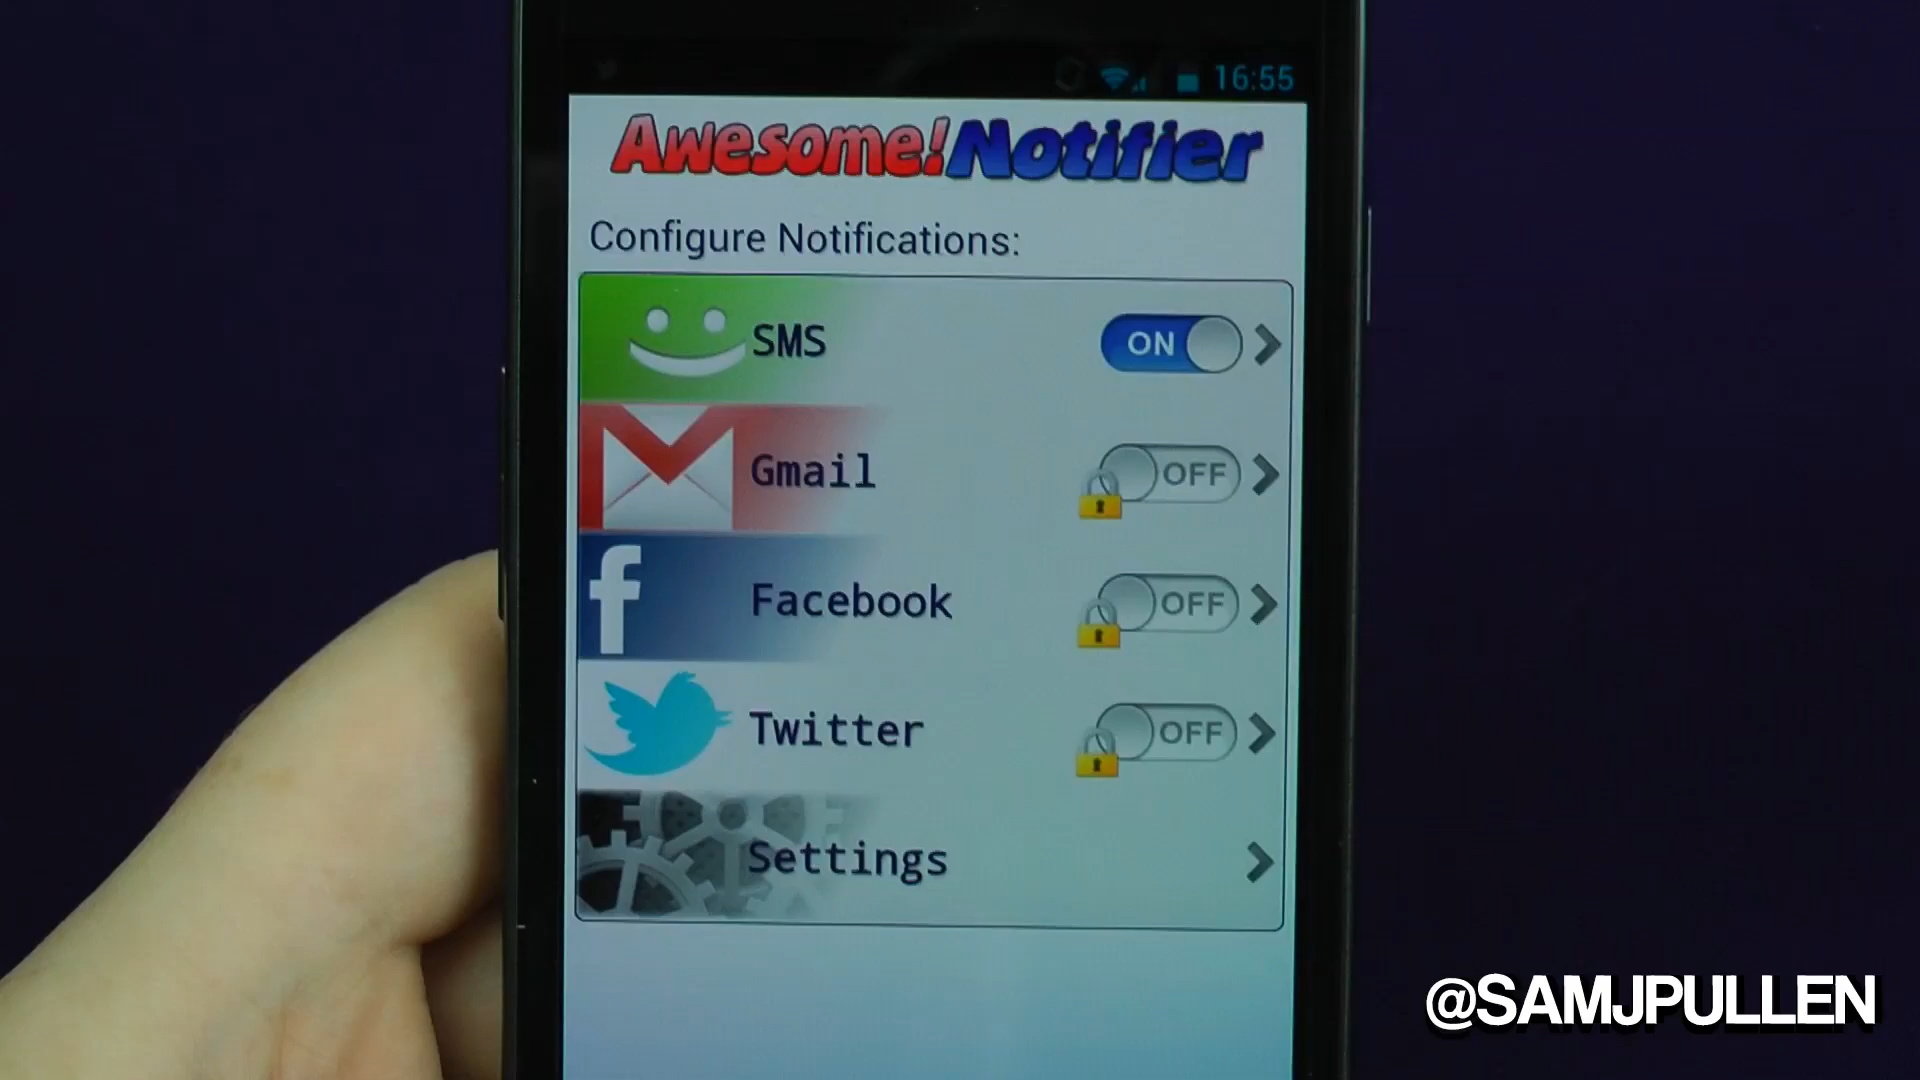 16:55
Awesome!Notifier
Configure Notifications:
SMS
ON
Gmail
OFF
Facebook
OFF
Twitter
OFF
Settings
@SAMJPULLEN